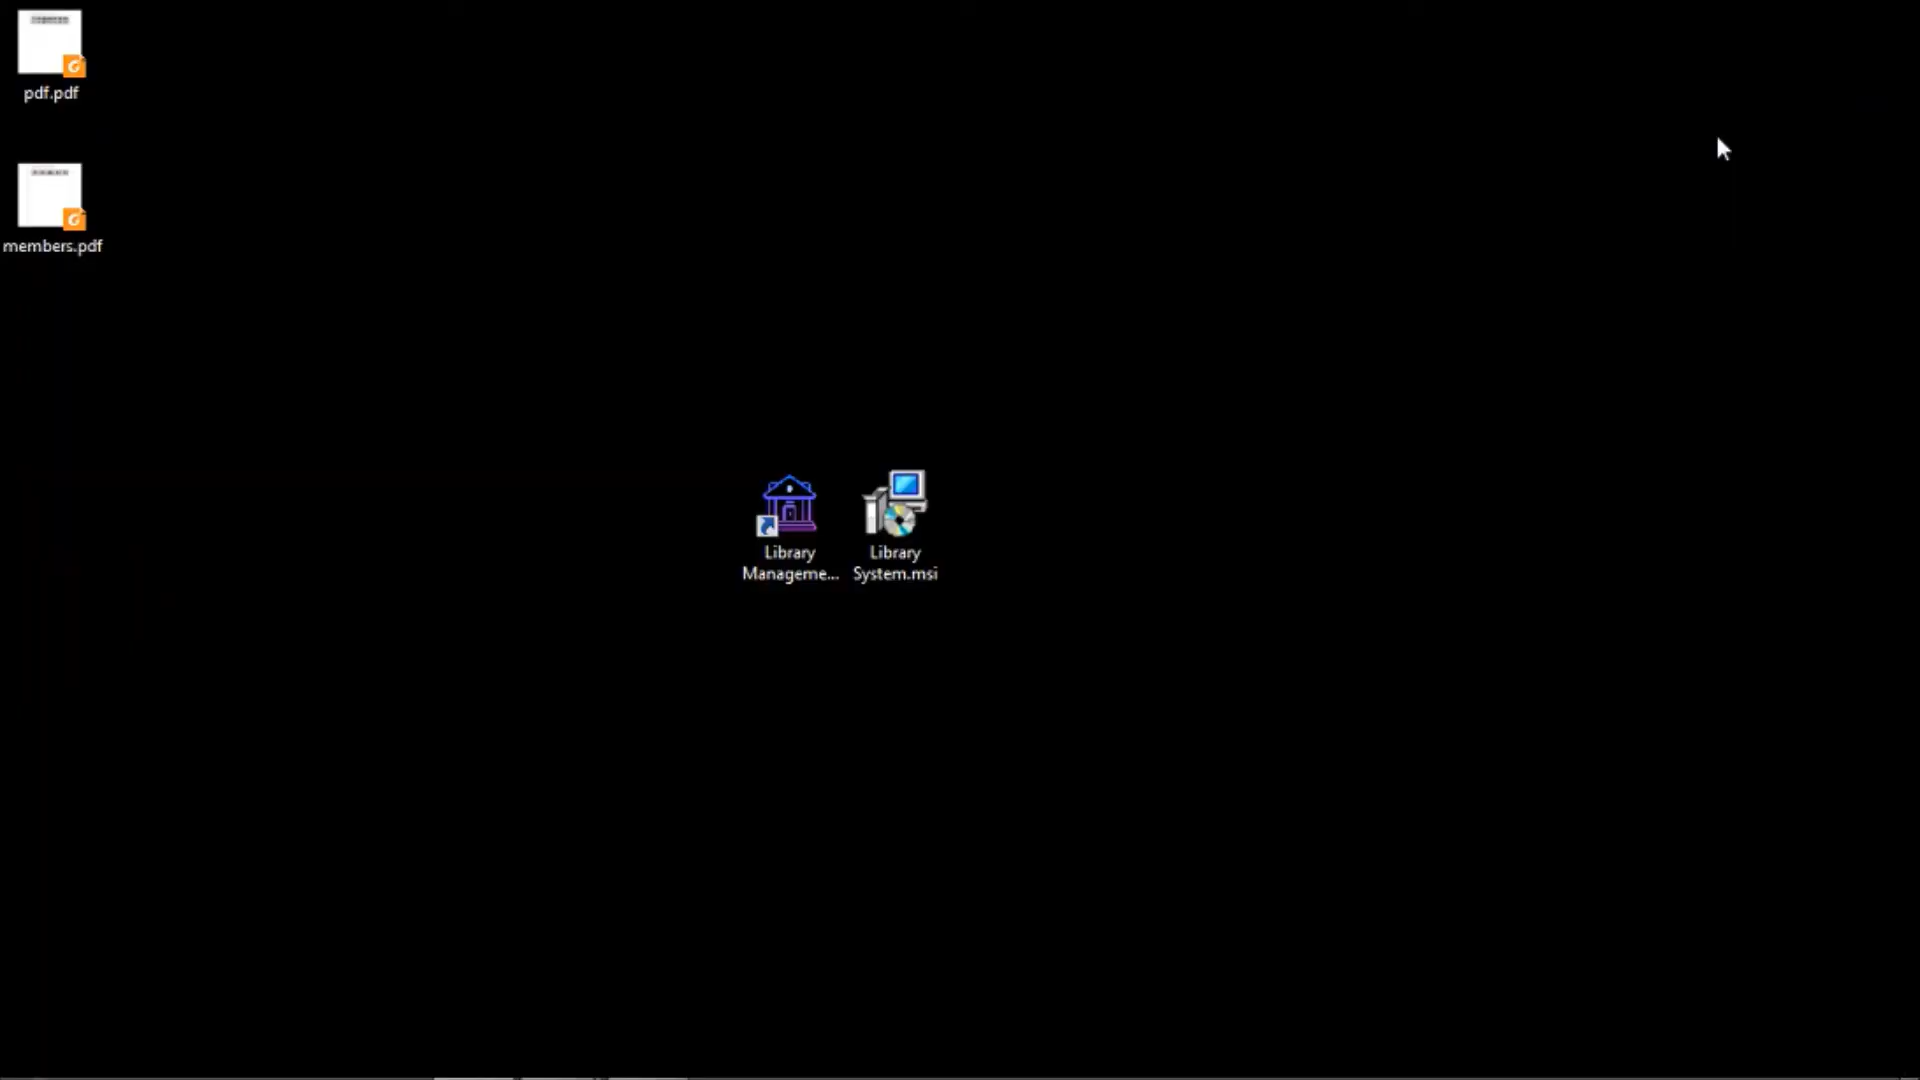 pdf.pdf
members.pdf
Library
Manageme...
Library
System.msi